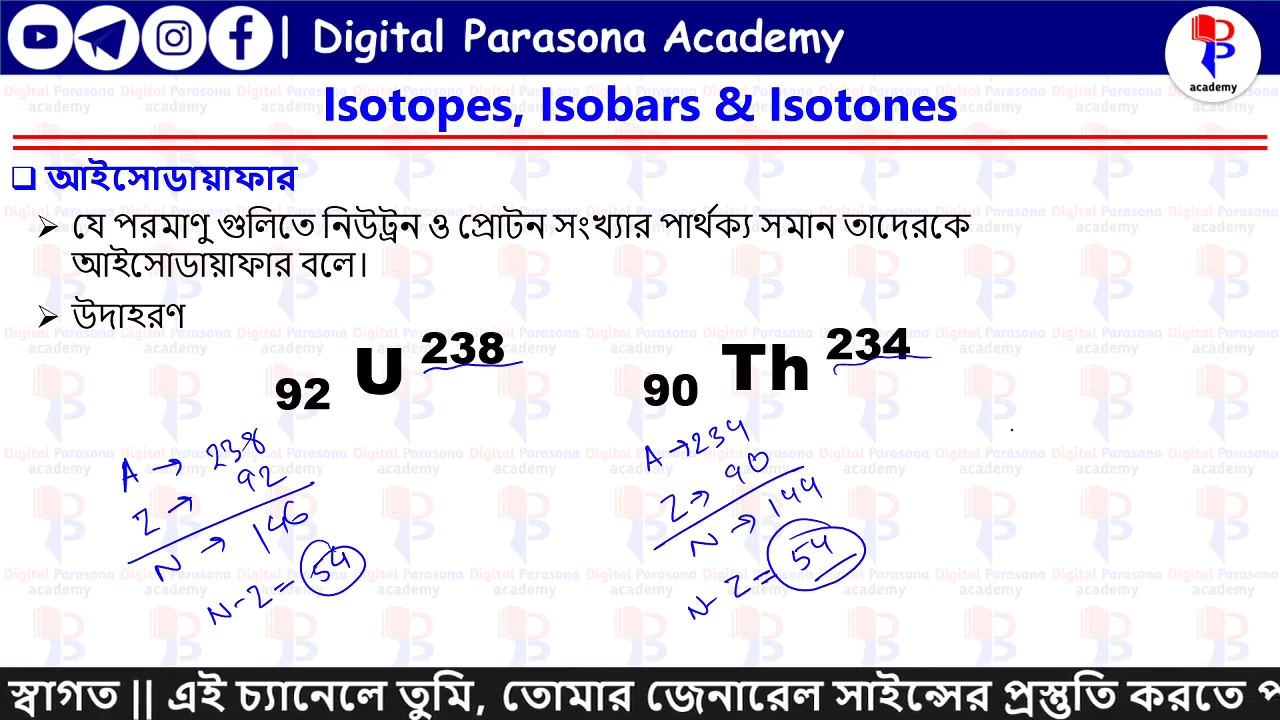 | Digital Parasona Academy
B academy
Isotopes, Isobars & Isotones
❑ আইসোডায়াফার
➢ যে পরমাণু গুলিতে নিউট্রন ও প্রোটন সংখ্যার পার্থক্য সমান তাদেরকে
আইসোডায়াফার বলে।
➢ উদাহরণ
92 U 238
90 Th 234
A → 238
Z → 92
N → 146
N-Z = 54
A → 234
Z → 90
N → 144
N-Z = 54
স্বাগত || এই চ্যানেলে তুমি, তোমার জেনারেল সাইন্সের প্রস্তুতি করতে প